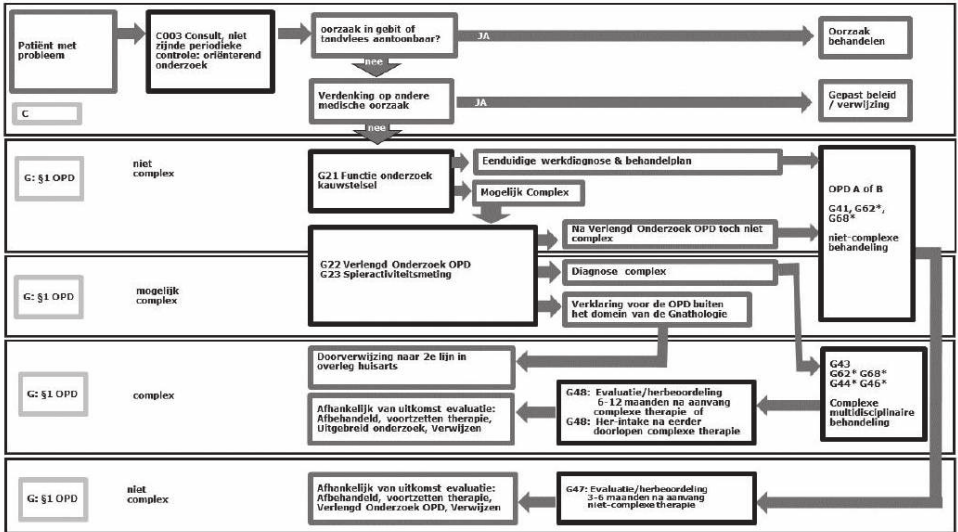 Patiënt met
probleem
C003 Consult, niet
zijnde periodieke
controle: oriënterend
onderzoek
oorzaak in gebit of
tandvlees aantoonbaar?
JA
Oorzaak
behandelen
nee
Verdenking op andere
medische oorzaak
JA
Gepast beleid
/ verwijzing
C
nee
G: §1 OPD
niet
complex
G21 Functie onderzoek
kauwstelsel
Eenduidige werkdiagnose & behandelplan
Mogelijk Complex
OPD A of B
G41, G62*,
G68*
niet-complexe
behandeling
Na Verlengd Onderzoek OPD toch niet
complex
G22 Verlengd Onderzoek OPD
G23 Spieractiviteitsmeting
G: §1 OPD
mogelijk
complex
Diagnose complex
Verklaring voor de OPD buiten
het domein van de Gnathologie
G: §1 OPD
complex
Doorverwijzing naar 2e lijn in
overleg huisarts
G43
G62* G68*
G44* G46*
Complexe
multidisciplinaire
behandeling
G48: Evaluatie/herbeoordeling
6-12 maanden na aanvang
complexe therapie of
G48: Her-intake na eerder
doorlopen complexe therapie
Afhankelijk van uitkomst evaluatie:
Afbehandeld, voortzetten therapie,
Uitgebreid onderzoek, Verwijzen
G: §1 OPD
niet
complex
Afhankelijk van uitkomst evaluatie:
Afbehandeld, voortzetten therapie,
Verlengd Onderzoek OPD, Verwijzen
G47: Evaluatie/herbeoordeling
3-6 maanden na aanvang
niet-complexe therapie